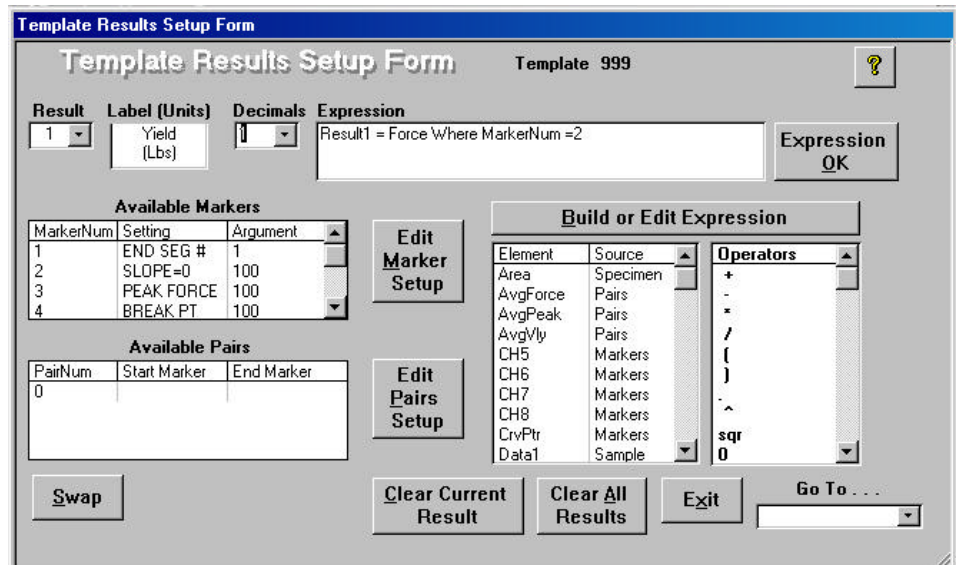 Template Results Setup Form
Template Results Setup Form
Template 999
?
Result Label (Units) Decimals Expression
1
Yield
(Lbs)
1
Result1 = Force Where MarkerNum =2
Expression
OK
Available Markers
MarkerNum Setting Argument
1 END SEG # 1
2 SLOPE=0 100
3 PEAK FORCE 100
4 BREAK PT 100
Edit
Marker
Setup
Available Pairs
PairNum Start Marker End Marker
0
Edit
Pairs
Setup
Build or Edit Expression
Element Source
Area Specimen
AvgForce Pairs
AvgPeak Pairs
AvgVly Pairs
CH5 Markers
CH6 Markers
CH7 Markers
CH8 Markers
CrvPtr Markers
Data1 Sample
Operators
+
-
*
/
(
)
.
^
sqr
0
Swap
Clear Current
Result
Clear All
Results
Exit
Go To . . .